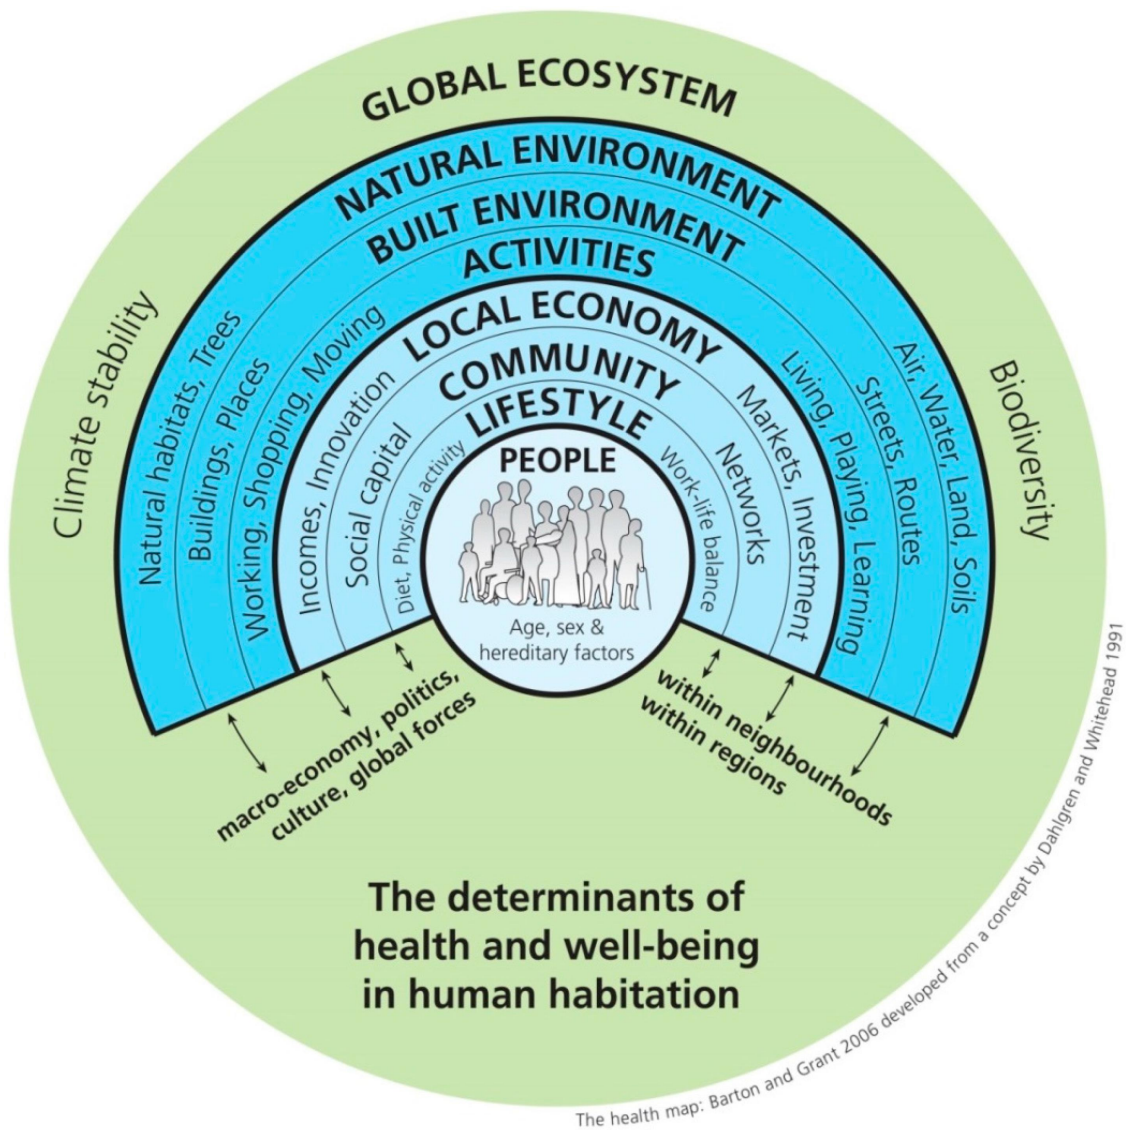 GLOBAL ECOSYSTEM
NATURAL ENVIRONMENT
BUILT ENVIRONMENT
ACTIVITIES
LOCAL ECONOMY
COMMUNITY
LIFESTYLE
PEOPLE
Age, sex &
hereditary factors
Climate stability
Natural habitats, Trees
Buildings, Places
Working, Shopping, Moving
Incomes, Innovation
Social capital
Diet, Physical activity
Work-life balance
Networks
Markets, Investment
Living, Playing, Learning
Streets, Routes
Air, Water, Land, Soils
Biodiversity
macro-economy, politics,
culture, global forces
within neighbourhoods
within regions
The determinants of
health and well-being
in human habitation
The health map: Barton and Grant 2006 developed from a concept by Dahlgren and Whitehead 1991